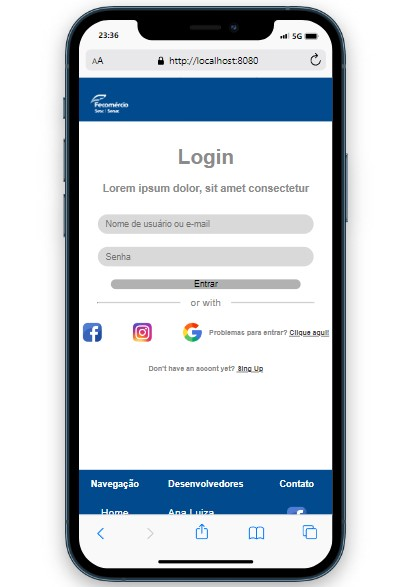 23:36 5G
AA http://localhost:8080
Fecomércio
Sesc | Senac
Login
Lorem ipsum dolor, sit amet consectetur
Nome de usuário ou e-mail
Senha
Entrar
or with
Problemas para entrar? Clique aqui!
Don't have an acoont yet? Sing Up
Navegação Desenvolvedores Contato
Home Ana Luiza